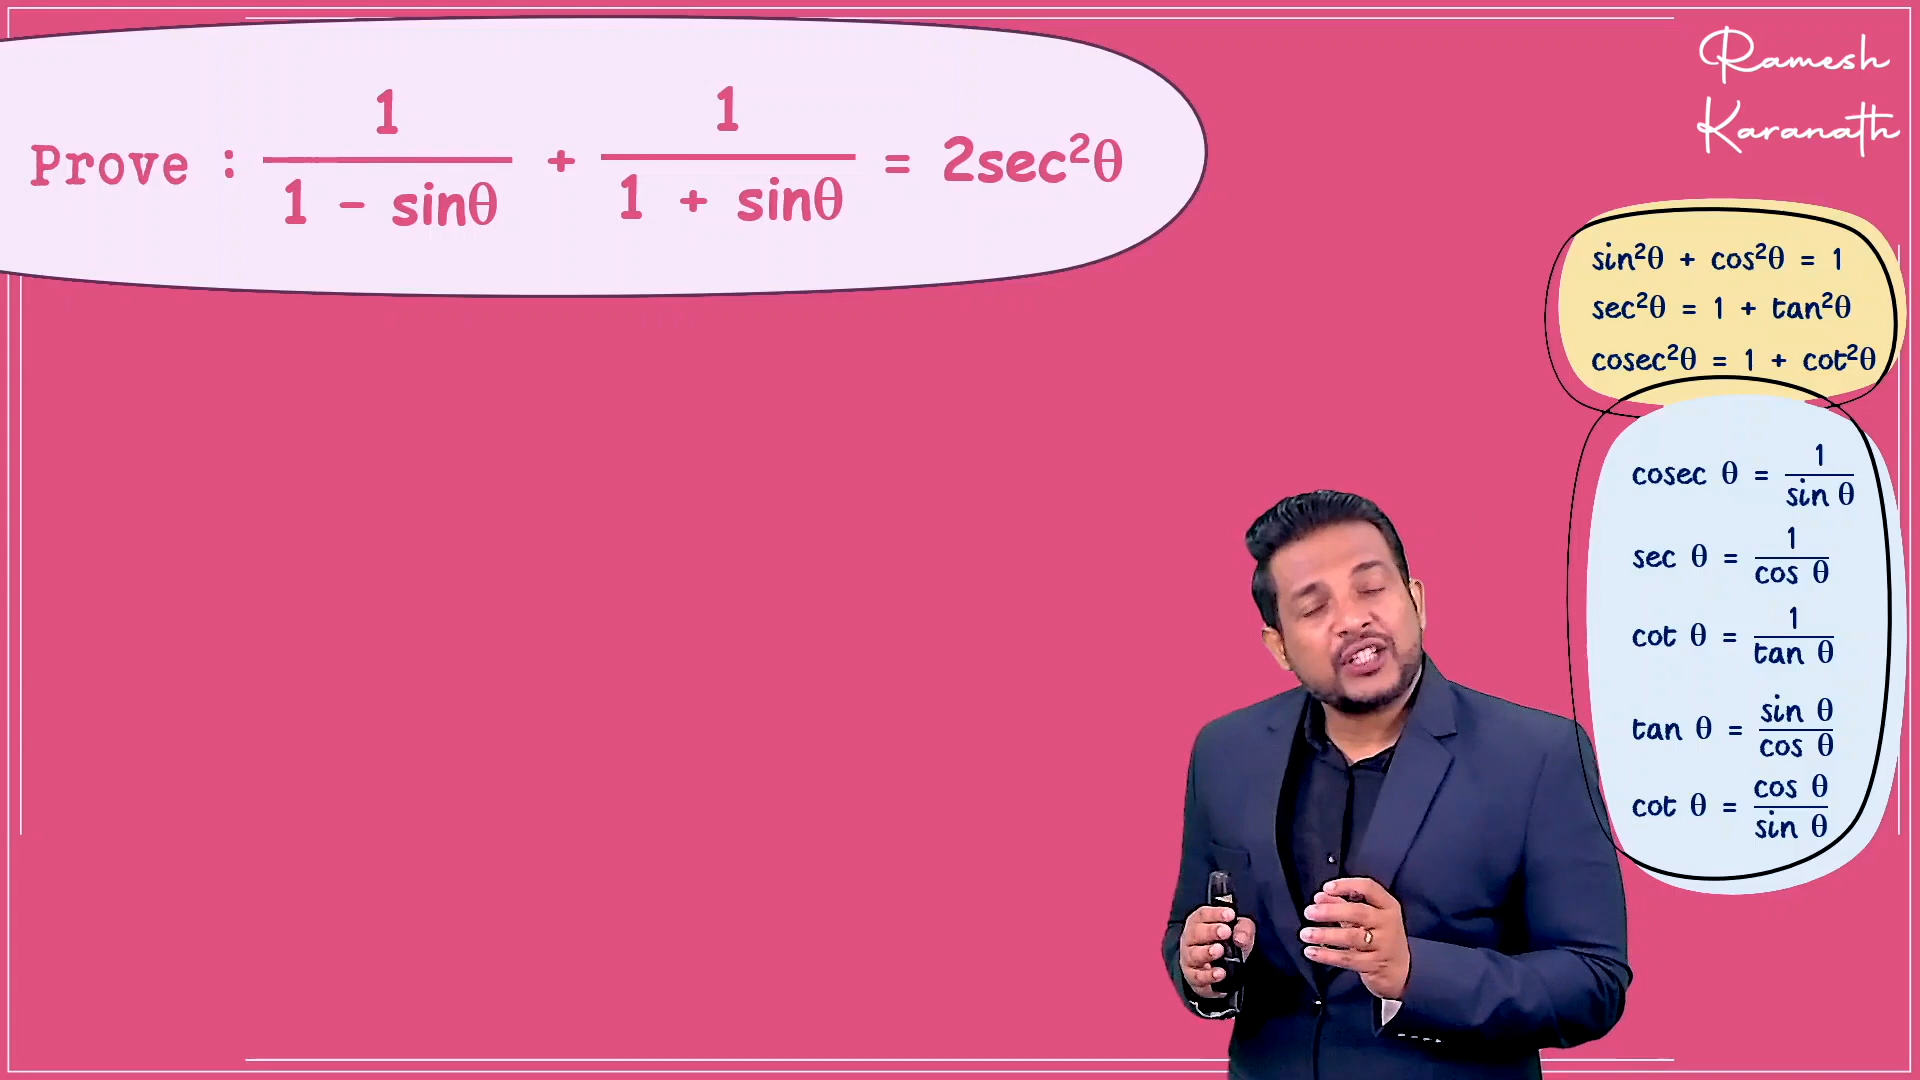 Prove : 1/(1 - sinθ) + 1/(1 + sinθ) = 2sec²θ
Ramesh
Karanath
sin²θ + cos²θ = 1
sec²θ = 1 + tan²θ
cosec²θ = 1 + cot²θ
cosec θ = 1/sin θ
sec θ = 1/cos θ
cot θ = 1/tan θ
tan θ = sin θ/cos θ
cot θ = cos θ/sin θ